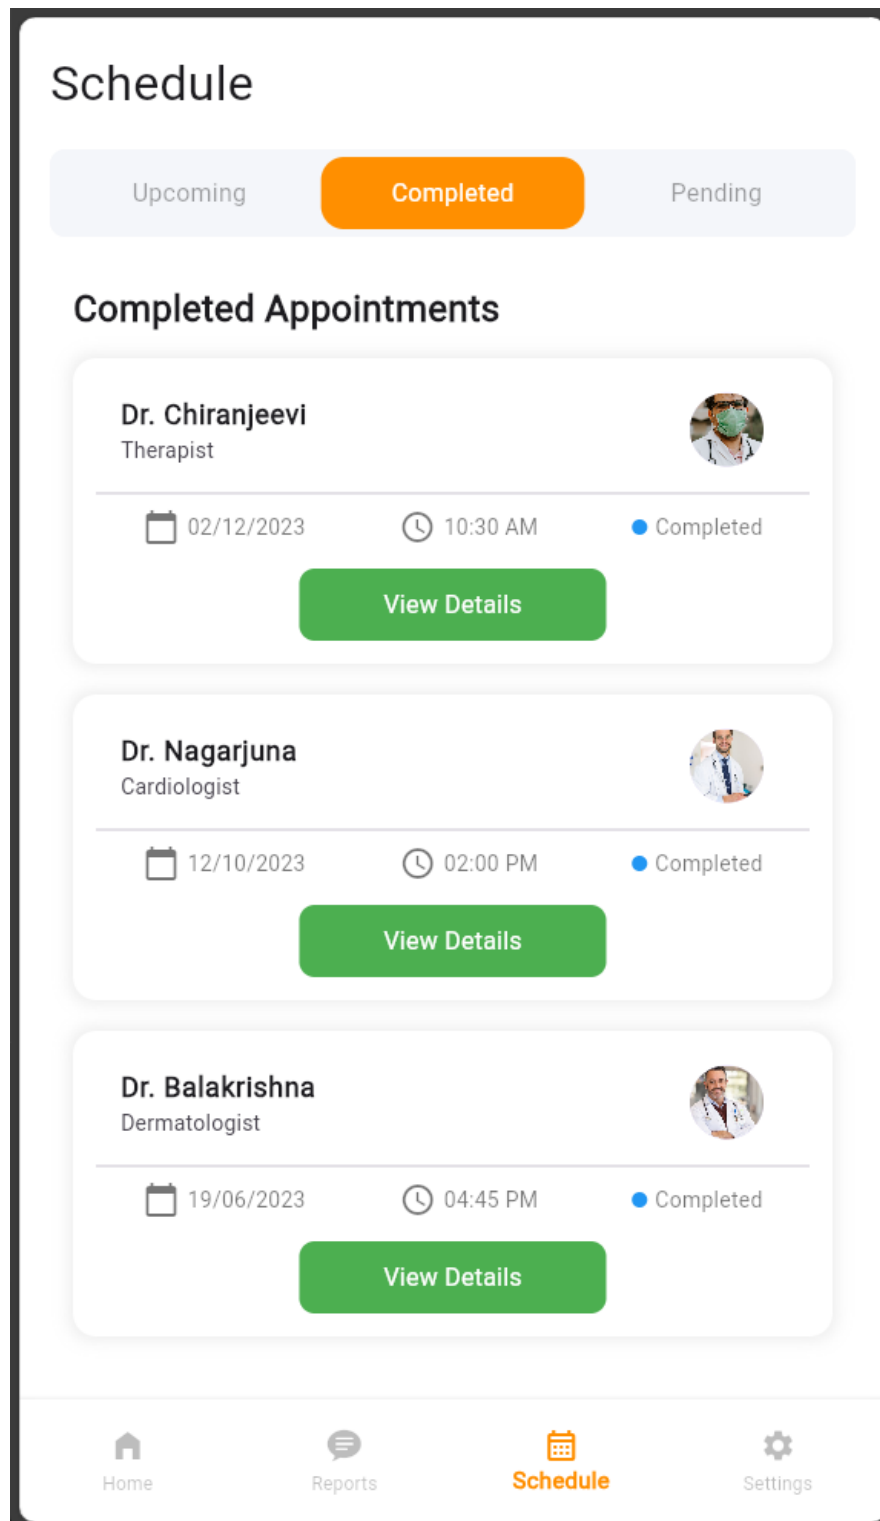 Schedule
Upcoming Completed Pending
Completed Appointments
Dr. Chiranjeevi
Therapist
02/12/2023 10:30 AM Completed
View Details
Dr. Nagarjuna
Cardiologist
12/10/2023 02:00 PM Completed
View Details
Dr. Balakrishna
Dermatologist
19/06/2023 04:45 PM Completed
View Details
Home Reports Schedule Settings